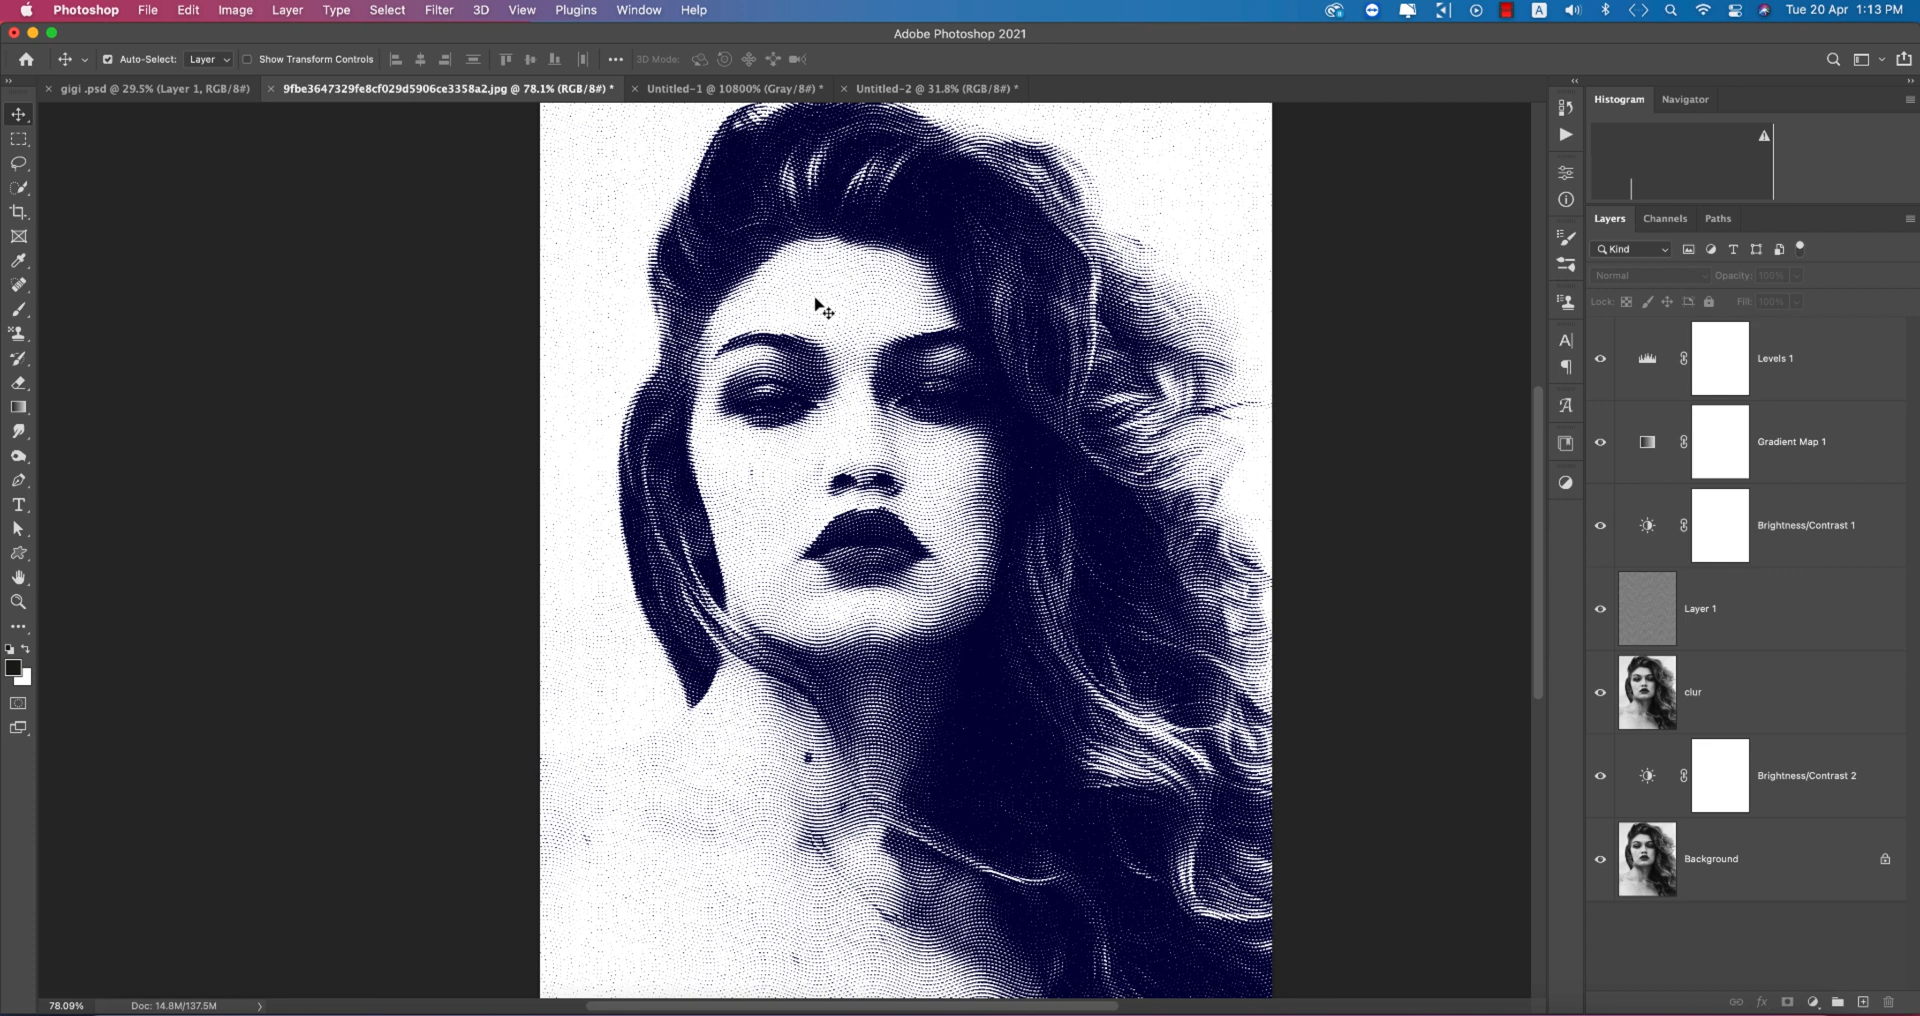 Photoshop File Edit Image Layer Type Select Filter 3D View Plugins Window Help
A Tue 20 Apr 1:13 PM
Adobe Photoshop 2021
Auto-Select: Layer Show Transform Controls 3D Mode:
gigi .psd @ 29.5% (Layer 1, RGB/8#) 9fbe3647329fe8cf029d5906ce3358a2.jpg @ 78.1% (RGB/8#) * Untitled-1 @ 10800% (Gray/8#) * Untitled-2 @ 31.8% (RGB/8#) *
Histogram Navigator
Layers Channels Paths
Kind
Normal Opacity: 100%
Lock: Fill: 100%
Levels 1
Gradient Map 1
Brightness/Contrast 1
Layer 1
clur
Brightness/Contrast 2
Background
78.09% Doc: 14.8M/137.5M
fx